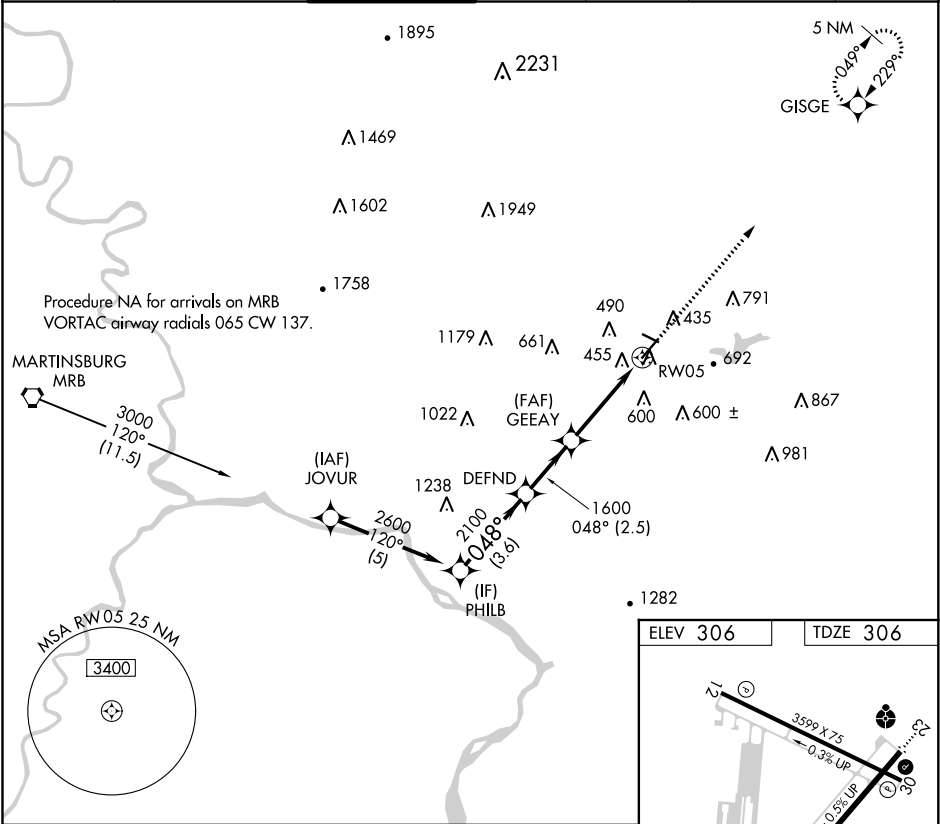 1895
2231
5 NM
049°
229°
GISGE
1469
1602
1949
1758
Procedure NA for arrivals on MRB
VORTAC airway radials 065 CW 137.
490
435
791
1179
661
455
RW05
692
MARTINSBURG
MRB
3000
120°
(11.5)
(FAF)
GEEAY
1022
600
600 ±
867
981
(IAF)
JOVUR
1238
DEFND
2600
120°
(5)
2100
048°
(3.6)
1600
048° (2.5)
(IF)
PHILB
1282
MSA RW05 25 NM
3400
ELEV 306
TDZE 306
12
P
3599 X 75
0.3% UP
23
P
P
30
0.5% UP